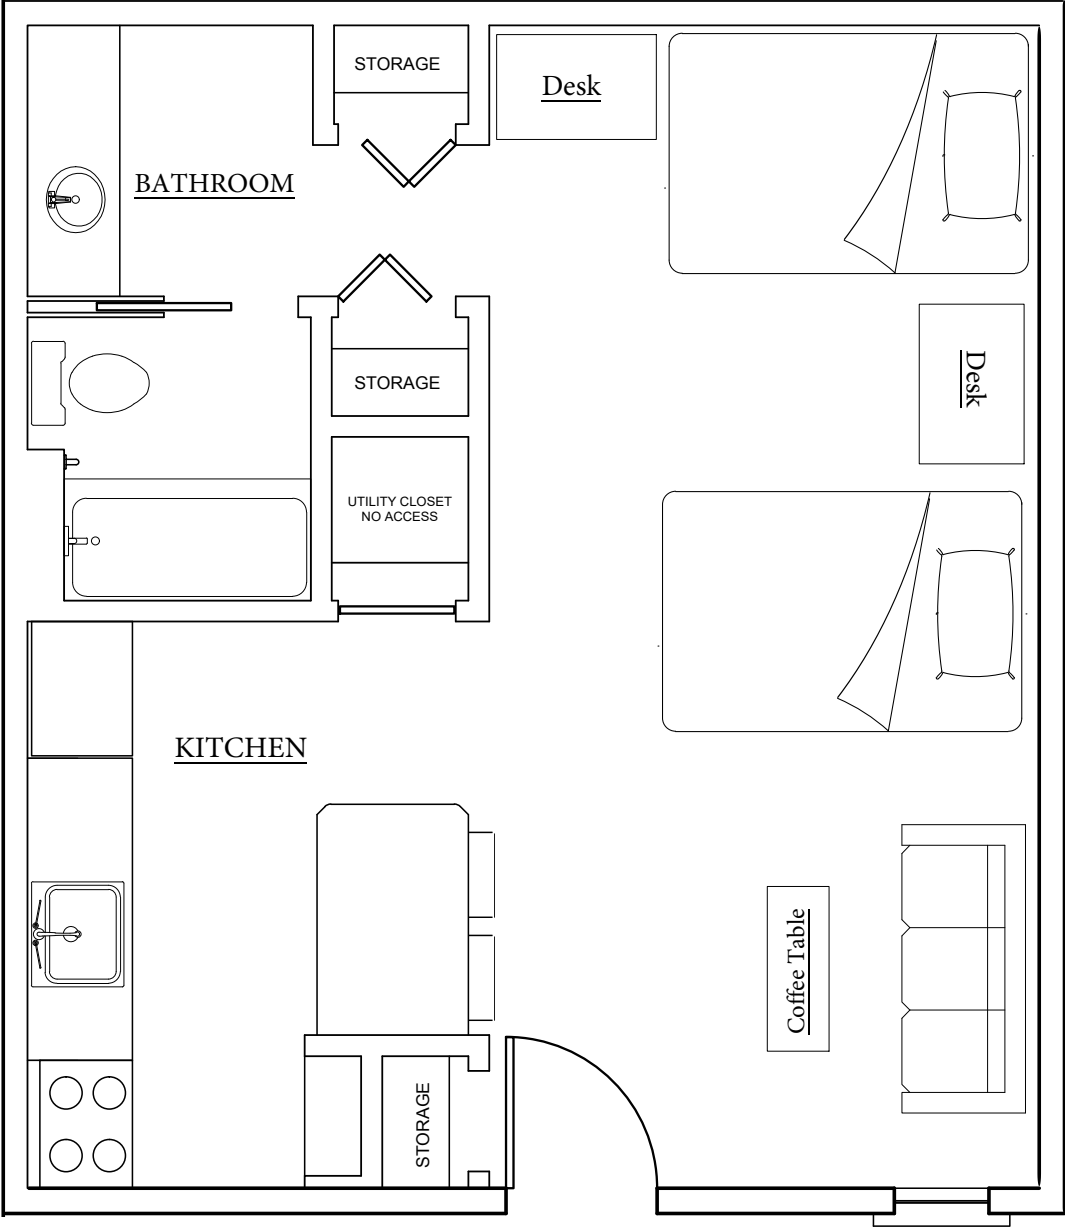 STORAGE
Desk
BATHROOM
Desk
STORAGE
UTILITY CLOSET
NO ACCESS
KITCHEN
Coffee Table
STORAGE